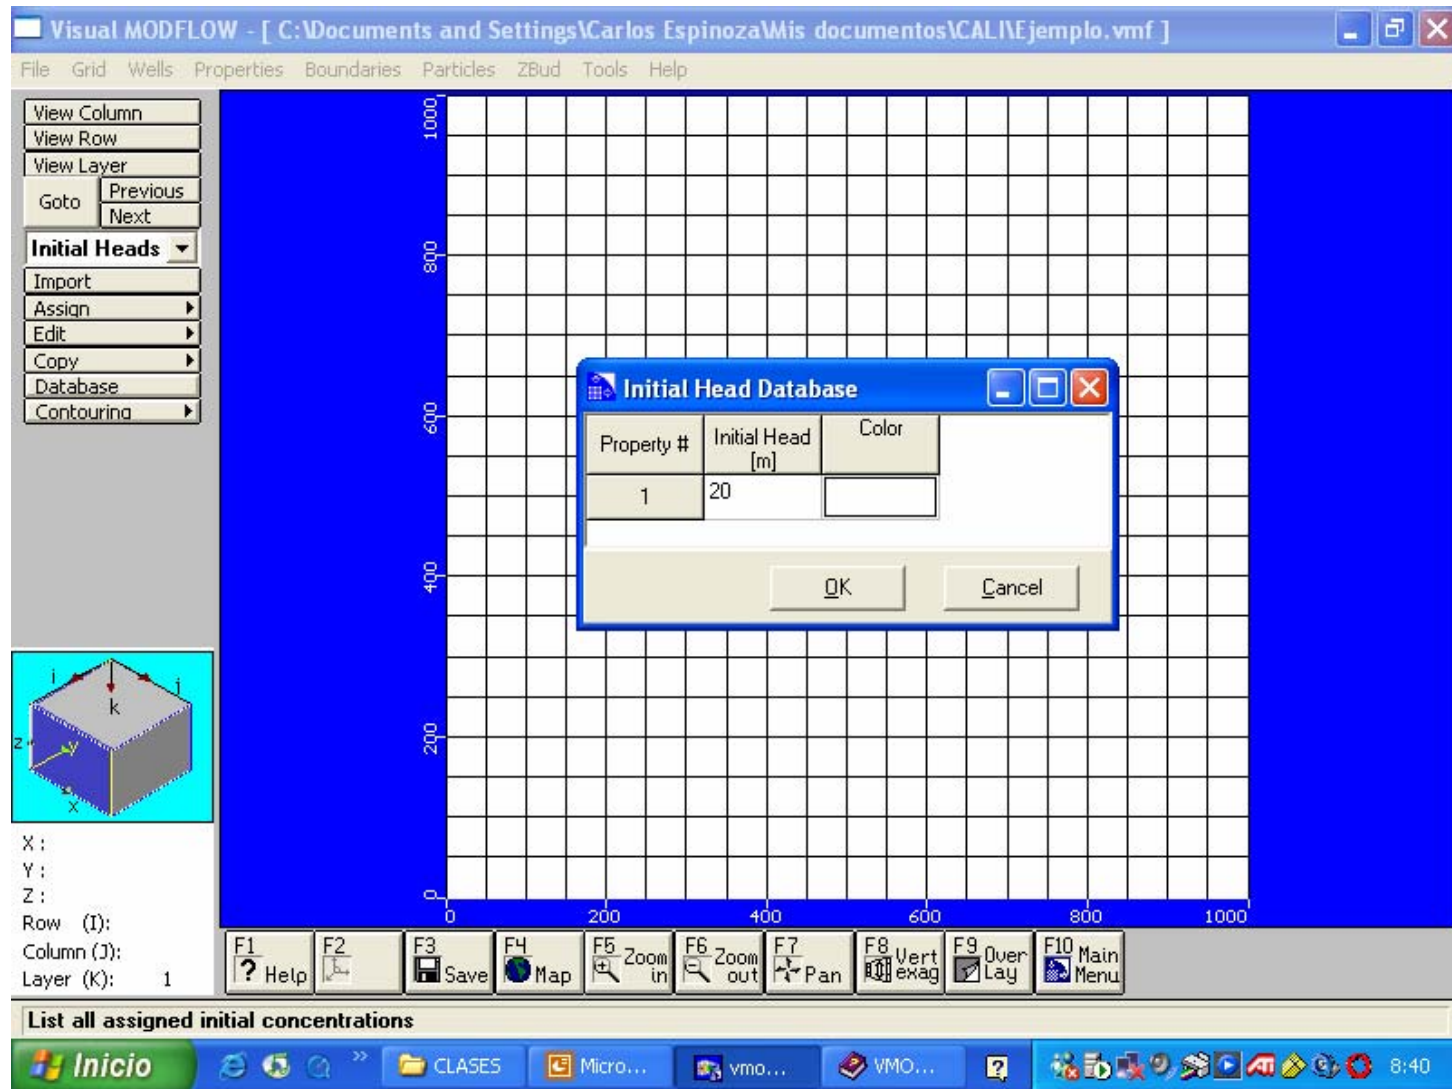 Visual MODFLOW - [ C:\Documents and Settings\Carlos Espinoza\Mis documentos\CALI\Ejemplo.vmf ]
File Grid Wells Properties Boundaries Particles ZBud Tools Help
View Column
View Row
View Layer
Goto
Previous
Next
Initial Heads
Import
Assign
Edit
Copy
Database
Contouring
1000
800
600
400
200
0
0 200 400 600 800 1000
Initial Head Database
Property # Initial Head [m] Color
1 20
OK Cancel
i j
k
z y
x
X :
Y :
Z :
Row (I):
Column (J):
Layer (K): 1
F1 ? Help
F2
F3 Save
F4 Map
F5 Zoom in
F6 Zoom out
F7 Pan
F8 Vert exag
F9 Over Lay
F10 Main Menu
List all assigned initial concentrations
Inicio » CLASES Micro... vmo... VMO... ? 8:40